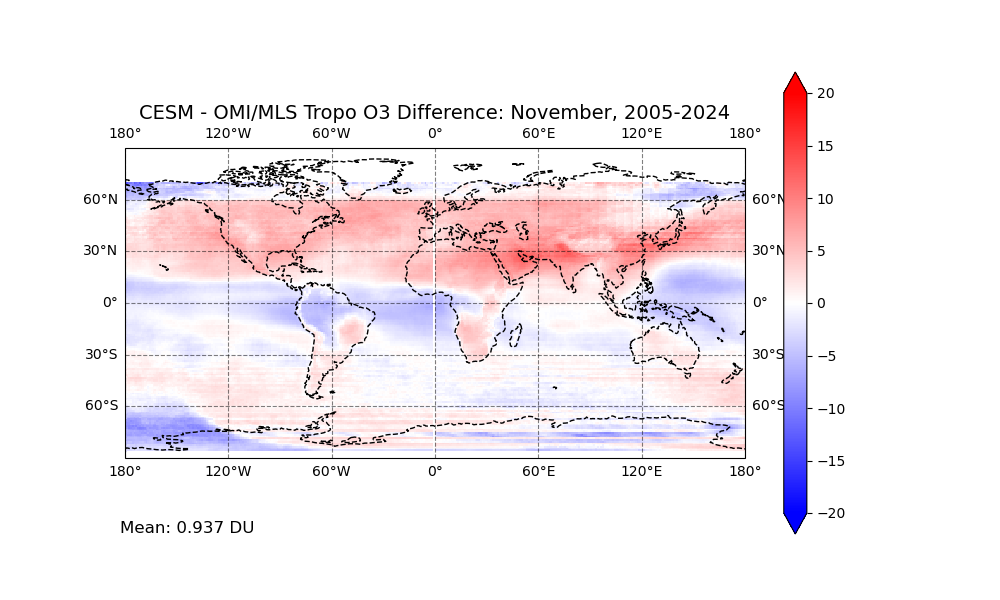 CESM - OMI/MLS Tropo O3 Difference: November, 2005-2024
180° 120°W 60°W 0° 60°E 120°E 180°
60°N 60°N
30°N 30°N
0° 0°
30°S 30°S
60°S 60°S
180° 120°W 60°W 0° 60°E 120°E 180°
20
15
10
5
0
−5
−10
−15
−20
Mean: 0.937 DU